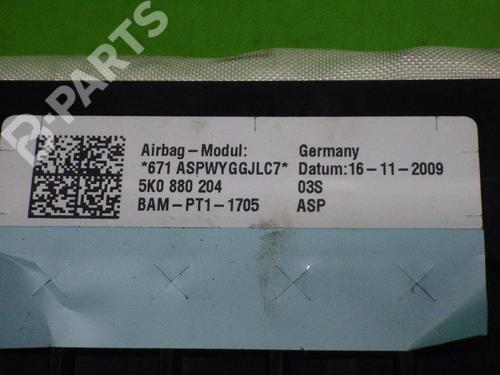 B-PARTS
Airbag-Modul: Germany
*671 ASPWYGGJLC7* Datum:16-11-2009
5K0 880 204 03S
BAM-PT1-1705 ASP